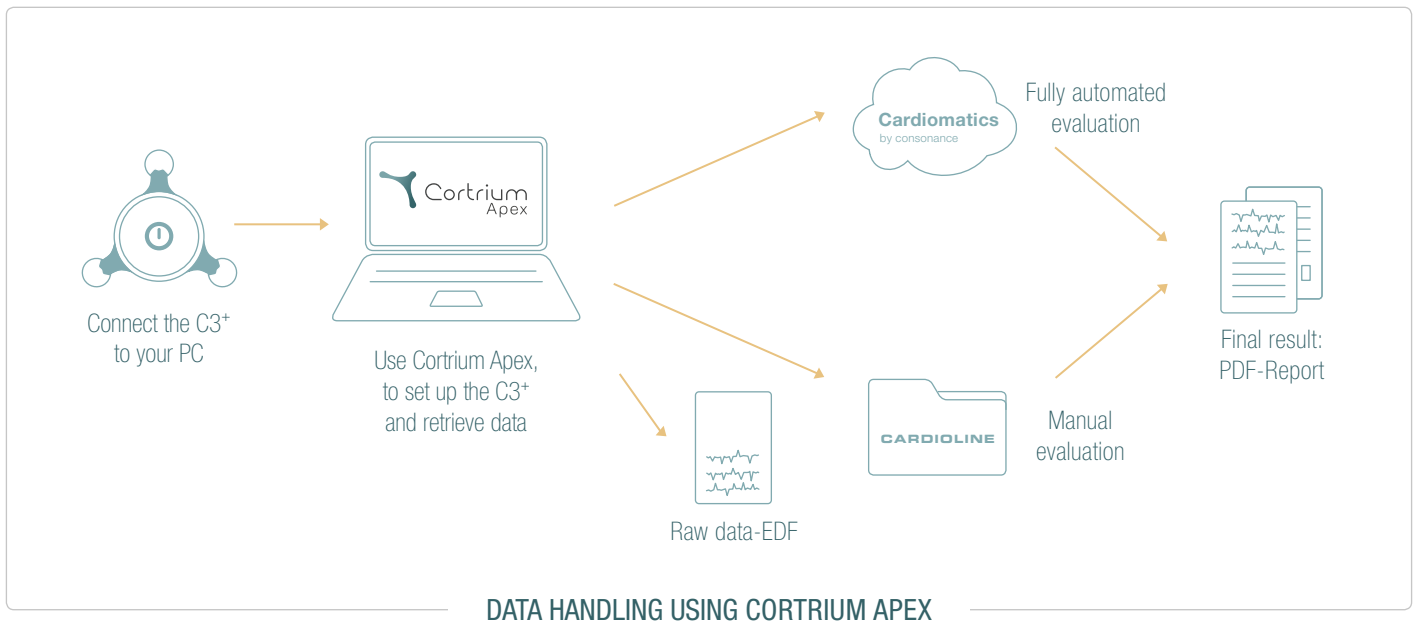 Connect the C3⁺
to your PC
Cortrium
Apex
Use Cortrium Apex,
to set up the C3⁺
and retrieve data
Cardiomatics
by consonance
Fully automated
evaluation
Raw data-EDF
CARDIOLINE
Manual
evaluation
Final result:
PDF-Report
DATA HANDLING USING CORTRIUM APEX